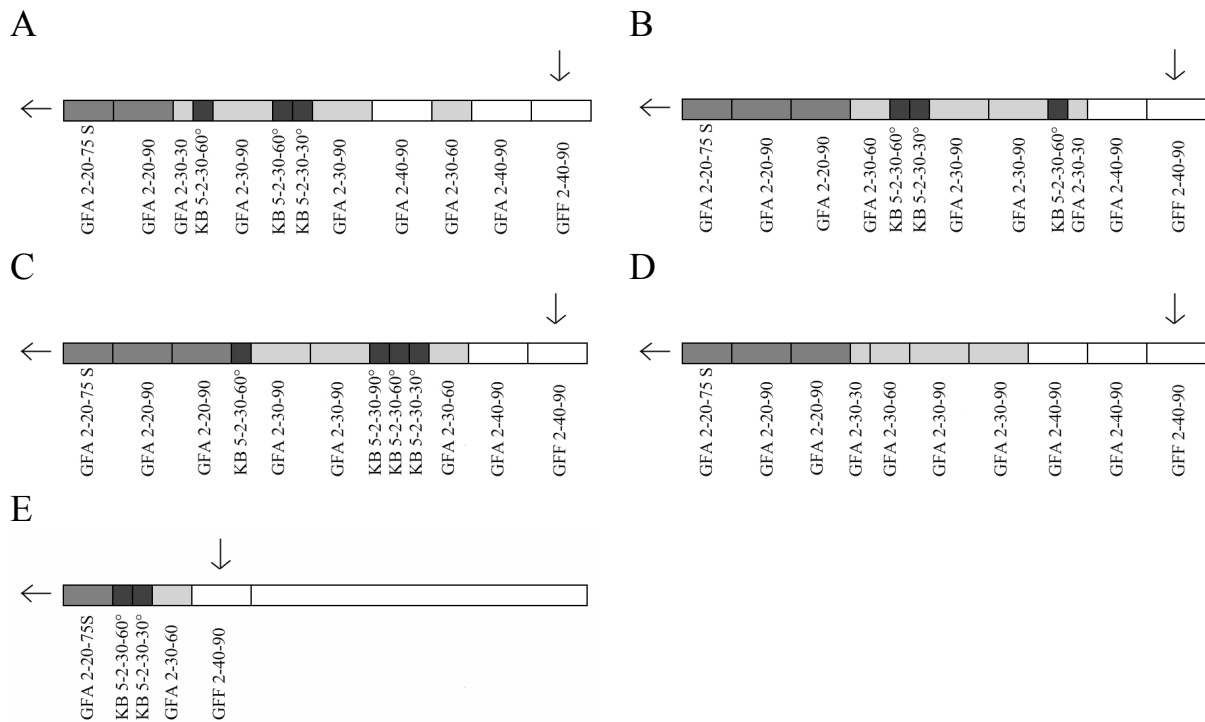 A
GFA 2-20-75 S
GFA 2-20-90
GFA 2-30-30
KB 5-2-30-60°
GFA 2-30-90
KB 5-2-30-60°
KB 5-2-30-30°
GFA 2-30-90
GFA 2-40-90
GFA 2-30-60
GFA 2-40-90
GFF 2-40-90
B
GFA 2-20-75 S
GFA 2-20-90
GFA 2-20-90
GFA 2-30-60
KB 5-2-30-60°
KB 5-2-30-30°
GFA 2-30-90
GFA 2-30-90
KB 5-2-30-60°
GFA 2-30-30
GFA 2-40-90
GFF 2-40-90
C
GFA 2-20-75 S
GFA 2-20-90
GFA 2-20-90
KB 5-2-30-60°
GFA 2-30-90
GFA 2-30-90
KB 5-2-30-90°
KB 5-2-30-60°
KB 5-2-30-30°
GFA 2-30-60
GFA 2-40-90
GFF 2-40-90
D
GFA 2-20-75 S
GFA 2-20-90
GFA 2-20-90
GFA 2-30-30
GFA 2-30-60
GFA 2-30-90
GFA 2-30-90
GFA 2-40-90
GFA 2-40-90
GFF 2-40-90
E
GFA 2-20-75S
KB 5-2-30-60°
KB 5-2-30-30°
GFA 2-30-60
GFF 2-40-90